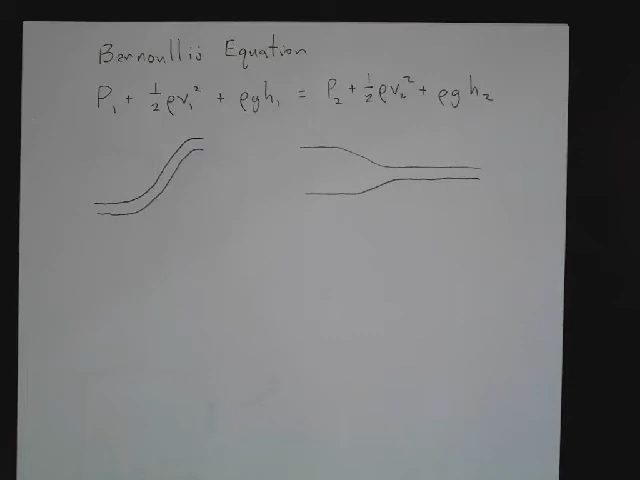 Bernoulli's Equation
P₁ + ½ρv₁² + ρgh₁ = P₂ + ½ρv₂² + ρgh₂